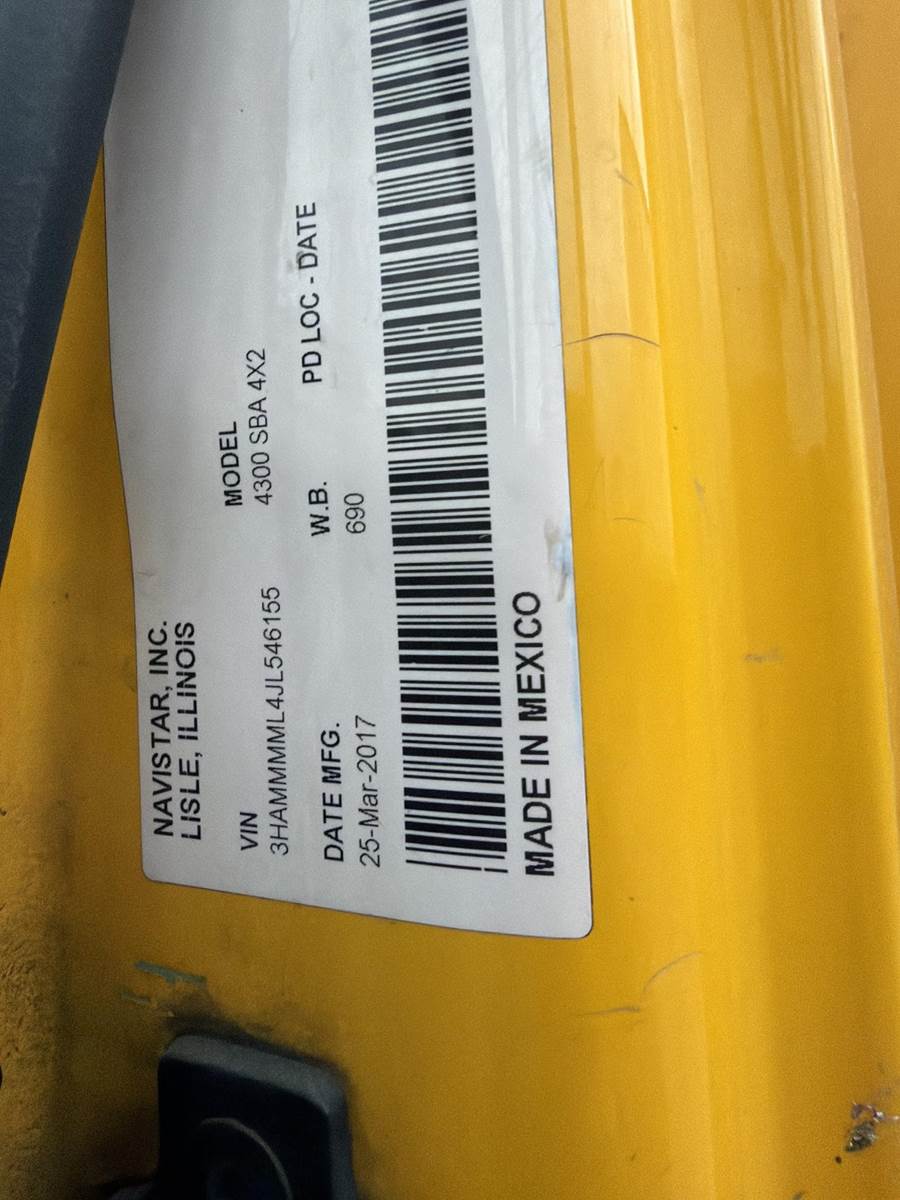 NAVISTAR, INC.
LISLE, ILLINOIS
VIN MODEL
3HAMMMML4JL546155 4300 SBA 4X2
DATE MFG. W.B. PD LOC - DATE
25-Mar-2017 690
MADE IN MEXICO